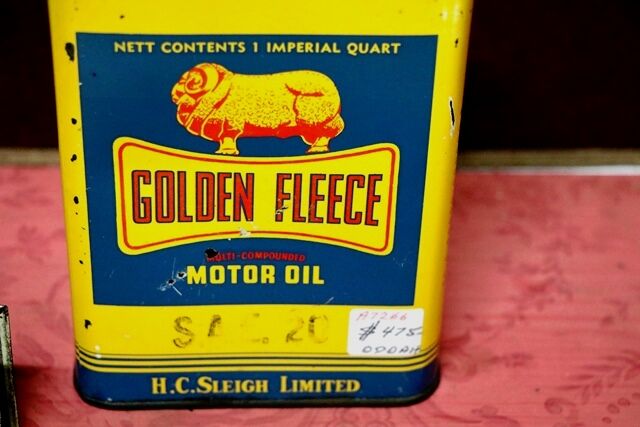 NETT CONTENTS 1 IMPERIAL QUART
GOLDEN FLEECE
MULTI-COMPOUNDED
MOTOR OIL
S.A.E. 20
A7266
#475
H.C. SLEIGH LIMITED